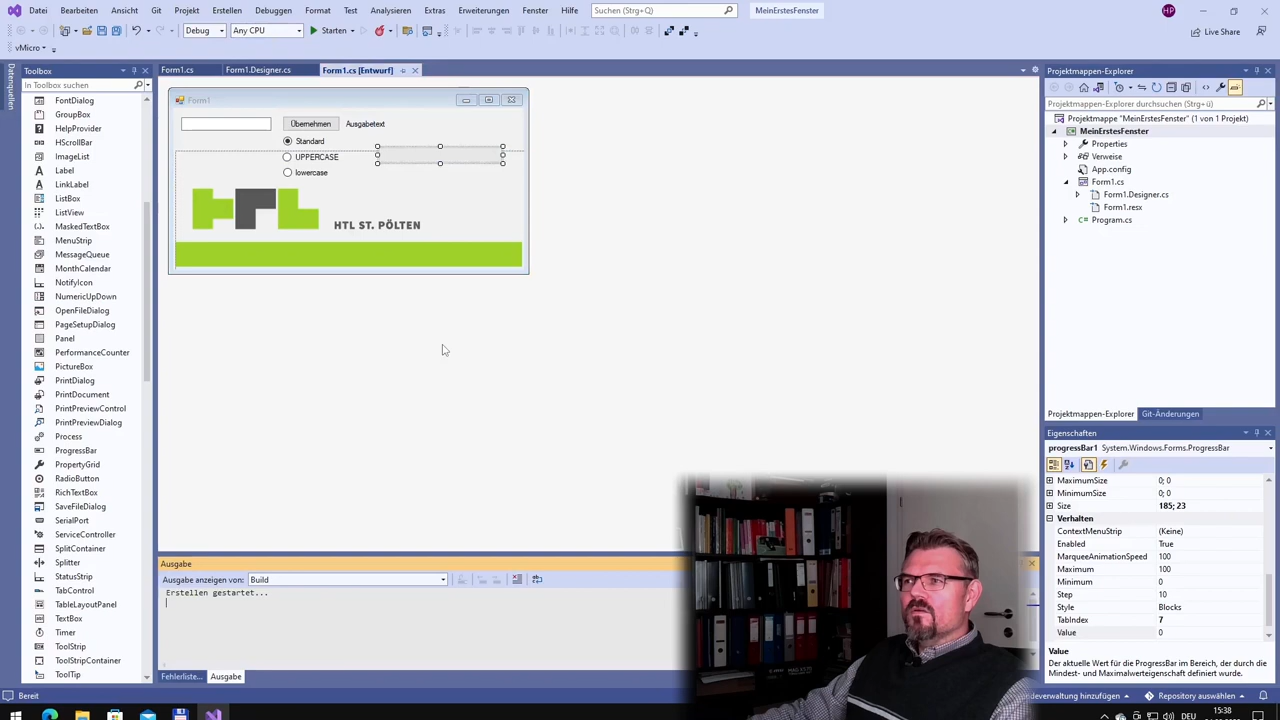 Datei Bearbeiten Ansicht Git Projekt Erstellen Debuggen Format Test Analysieren Extras Erweiterungen Fenster Hilfe Suchen (Strg+Q) MeinErstesFenster HP
Debug Any CPU Starten Live Share
vMicro
Datenquellen
Toolbox
In Toolbox suchen
FontDialog
GroupBox
HelpProvider
HScrollBar
ImageList
Label
LinkLabel
ListBox
ListView
MaskedTextBox
MenuStrip
MessageQueue
MonthCalendar
NotifyIcon
NumericUpDown
OpenFileDialog
PageSetupDialog
Panel
PerformanceCounter
PictureBox
PrintDialog
PrintDocument
PrintPreviewControl
PrintPreviewDialog
Process
ProgressBar
PropertyGrid
RadioButton
RichTextBox
SaveFileDialog
SerialPort
ServiceController
SplitContainer
Splitter
StatusStrip
TabControl
TableLayoutPanel
TextBox
Timer
ToolStrip
ToolStripContainer
ToolTip
Form1.cs Form1.Designer.cs Form1.cs [Entwurf]
Form1
Übernehmen Ausgabetext
Standard
UPPERCASE
lowercase
HTL ST. PÖLTEN
Ausgabe
Ausgabe anzeigen von: Build
Erstellen gestartet...
Fehlerliste... Ausgabe
Projektmappen-Explorer
Projektmappen-Explorer durchsuchen (Strg+ü)
Projektmappe "MeinErstesFenster" (1 von 1 Projekt)
MeinErstesFenster
Properties
Verweise
App.config
Form1.cs
Form1.Designer.cs
Form1.resx
Program.cs
Projektmappen-Explorer Git-Änderungen
Eigenschaften
progressBar1 System.Windows.Forms.ProgressBar
MaximumSize 0; 0
MinimumSize 0; 0
Size 185; 23
Verhalten
ContextMenuStrip (Keine)
Enabled True
MarqueeAnimationSpeed 100
Maximum 100
Minimum 0
Step 10
Style Blocks
TabIndex 7
Value 0
Value
Der aktuelle Wert für die ProgressBar im Bereich, der durch die
Mindest- und Maximalwerteigenschaft definiert wurde.
Bereit hinzufügen Repository auswählen
DEU 15:38